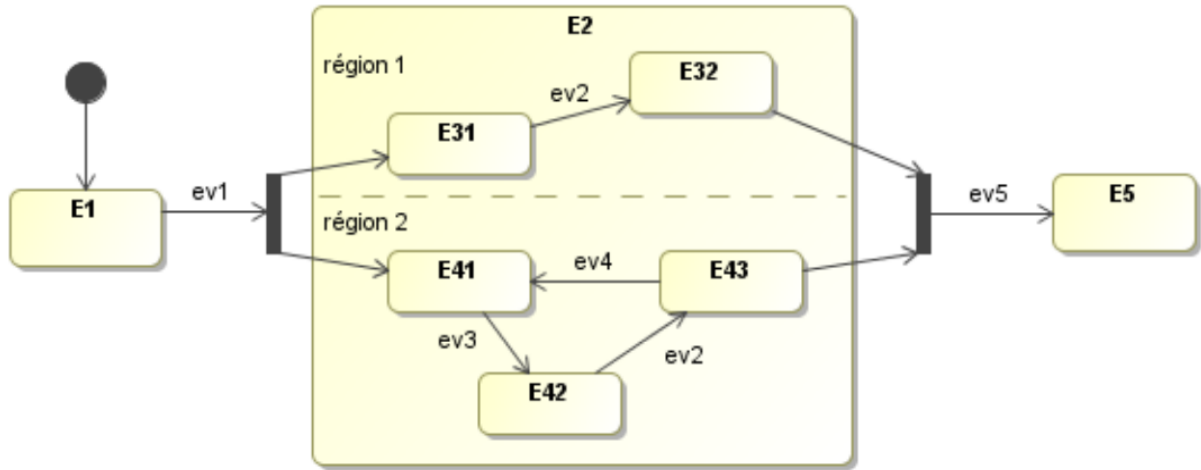 E2
région 1
E32
ev2
E31
ev1
E1
ev5
E5
région 2
E41
ev4
E43
ev3
ev2
E42